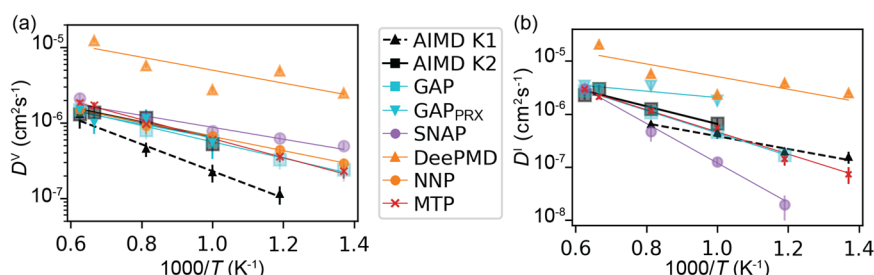 (a)
10⁻⁵
10⁻⁶
10⁻⁷
Dⱽ (cm²s⁻¹)
0.6 0.8 1.0 1.2 1.4
1000/T (K⁻¹)
AIMD K1
AIMD K2
GAP
GAP_PRX
SNAP
DeePMD
NNP
MTP
(b)
10⁻⁵
10⁻⁶
10⁻⁷
10⁻⁸
Dᴵ (cm²s⁻¹)
0.6 0.8 1.0 1.2 1.4
1000/T (K⁻¹)